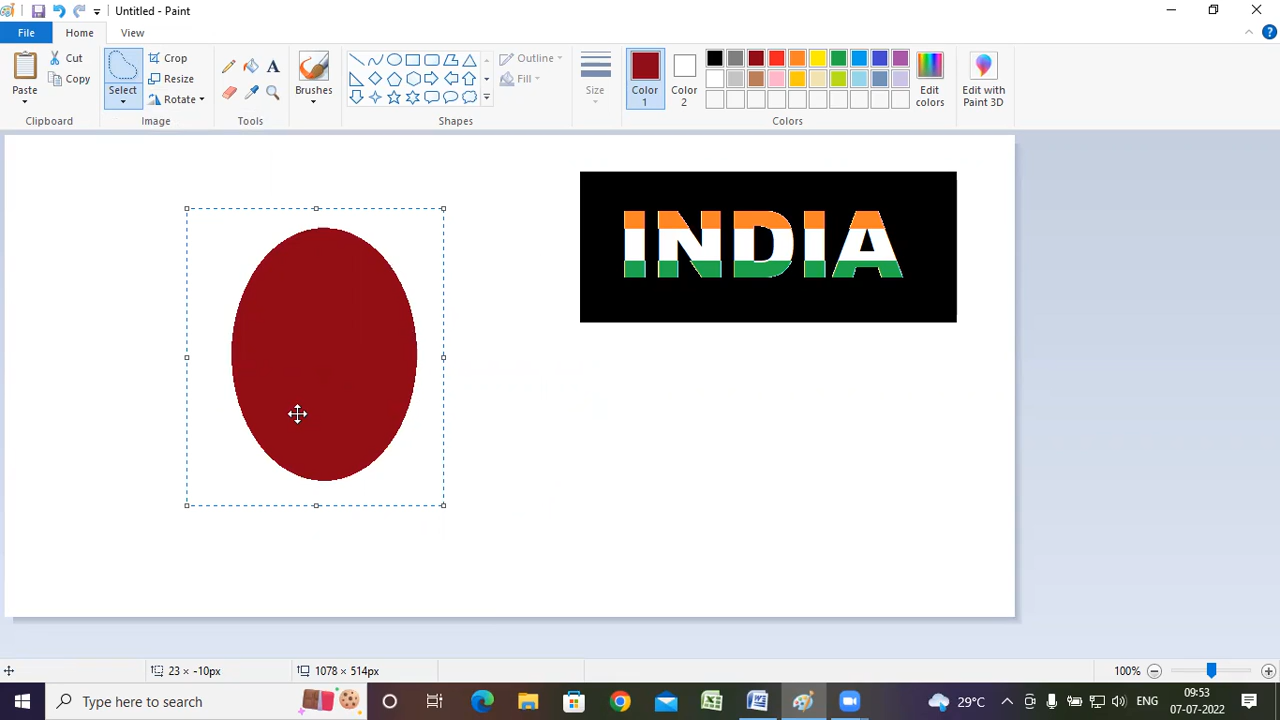 Untitled - Paint
File
Home
View
Paste
Cut
Copy
Clipboard
Select
Crop
Resize
Rotate
Image
A
Tools
Brushes
Outline
Fill
Shapes
Size
Color 1
Color 2
Edit colors
Edit with Paint 3D
Colors
INDIA
23 × -10px
1078 × 514px
100%
Type here to search
29°C
ENG
09:53
07-07-2022